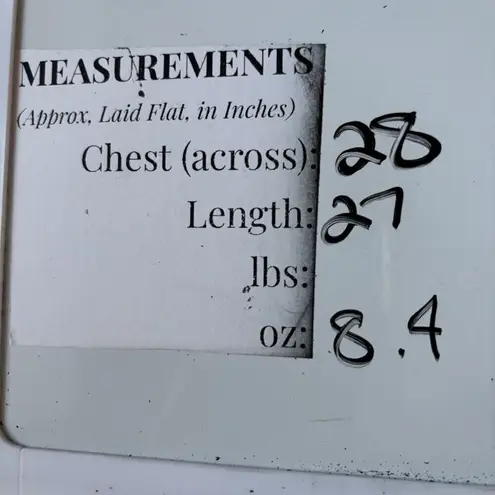 MEASUREMENTS
(Approx, Laid Flat, in Inches)
Chest (across): 28
Length: 27
lbs:
oz: 8.4